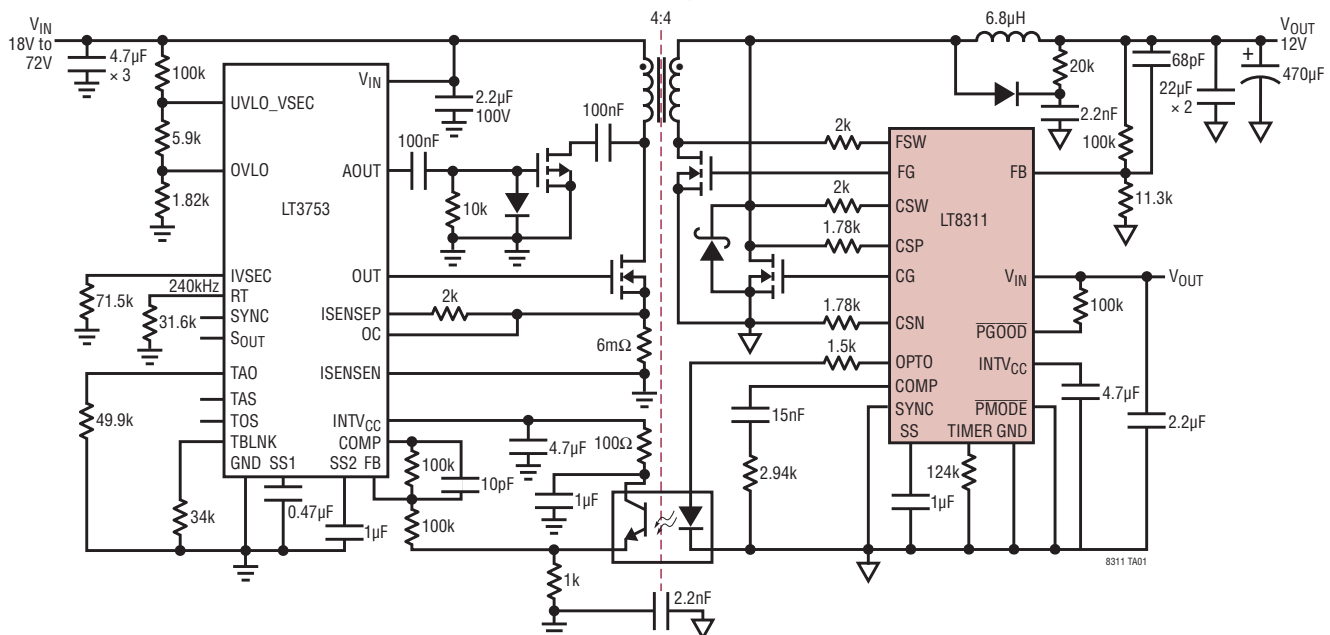 VIN
18V to
72V
4.7µF
× 3
100k
5.9k
1.82k
UVLO_VSEC
OVLO
LT3753
VIN
2.2µF
100V
AOUT
100nF
10k
100nF
4:4
6.8µH
VOUT
12V
20k
2.2nF
68pF
22µF
× 2
470µF
100k
11.3k
2k
FSW
FG
FB
2k
CSW
LT8311
1.78k
CSP
CG
VIN
VOUT
100k
1.78k
CSN
PGOOD
1.5k
OPTO
INTVCC
COMP
SYNC
PMODE
SS
TIMER
GND
4.7µF
2.2µF
15nF
2.94k
1µF
124k
IVSEC
240kHz
RT
SYNC
SOUT
TAO
TAS
TOS
TBLNK
GND
SS1
SS2
FB
71.5k
31.6k
49.9k
34k
0.47µF
1µF
OUT
ISENSEP
2k
OC
6mΩ
ISENSEN
INTVCC
COMP
4.7µF
100Ω
100k
10pF
1µF
100k
1k
2.2nF
8311 TA01